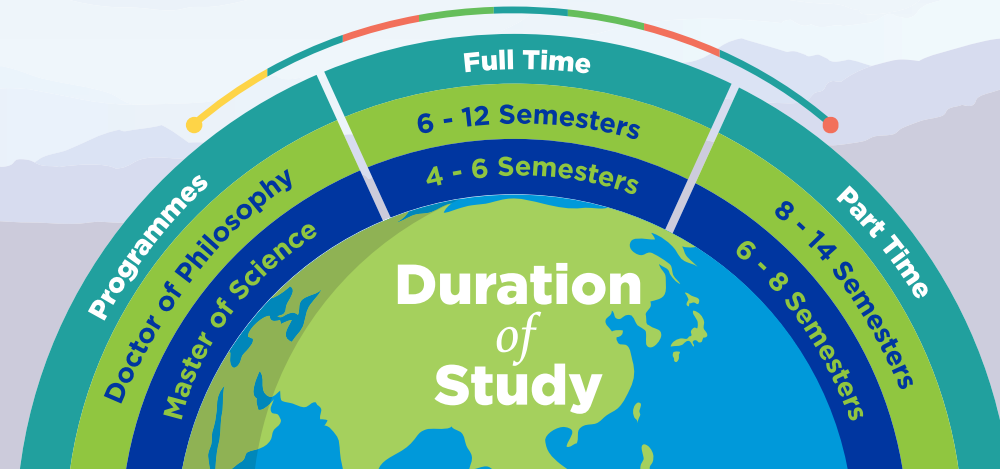 Programmes
Full Time
Part Time
Doctor of Philosophy
6 - 12 Semesters
8 - 14 Semesters
Master of Science
4 - 6 Semesters
6 - 8 Semesters
Duration
of
Study